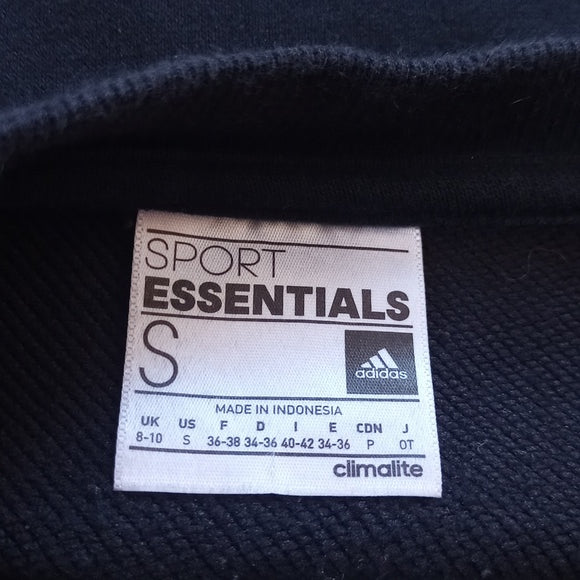 SPORT
ESSENTIALS
S
adidas
MADE IN INDONESIA
UK US F D I E CDN J
8-10 S 36-38 34-36 40-42 34-36 P OT
climalite